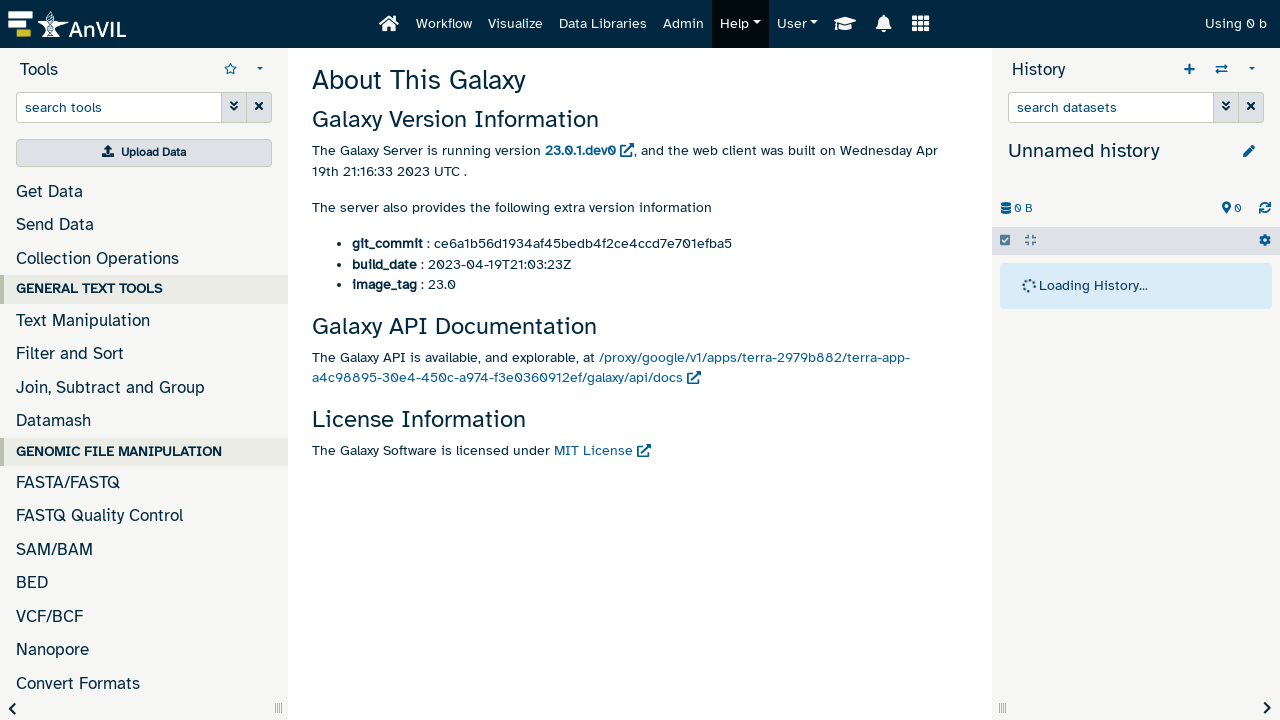 AnVIL
Workflow Visualize Data Libraries Admin Help User
Using 0 b
Tools
search tools
Upload Data
Get Data
Send Data
Collection Operations
GENERAL TEXT TOOLS
Text Manipulation
Filter and Sort
Join, Subtract and Group
Datamash
GENOMIC FILE MANIPULATION
FASTA/FASTQ
FASTQ Quality Control
SAM/BAM
BED
VCF/BCF
Nanopore
Convert Formats
About This Galaxy
Galaxy Version Information
The Galaxy Server is running version 23.0.1.dev0 , and the web client was built on Wednesday Apr
19th 21:16:33 2023 UTC .
The server also provides the following extra version information
• git_commit : ce6a1b56d1934af45bedb4f2ce4ccd7e701efba5
• build_date : 2023-04-19T21:03:23Z
• image_tag : 23.0
Galaxy API Documentation
The Galaxy API is available, and explorable, at /proxy/google/v1/apps/terra-2979b882/terra-app-
a4c98895-30e4-450c-a974-f3e0360912ef/galaxy/api/docs
License Information
The Galaxy Software is licensed under MIT License
History
search datasets
Unnamed history
0 B
0
Loading History...